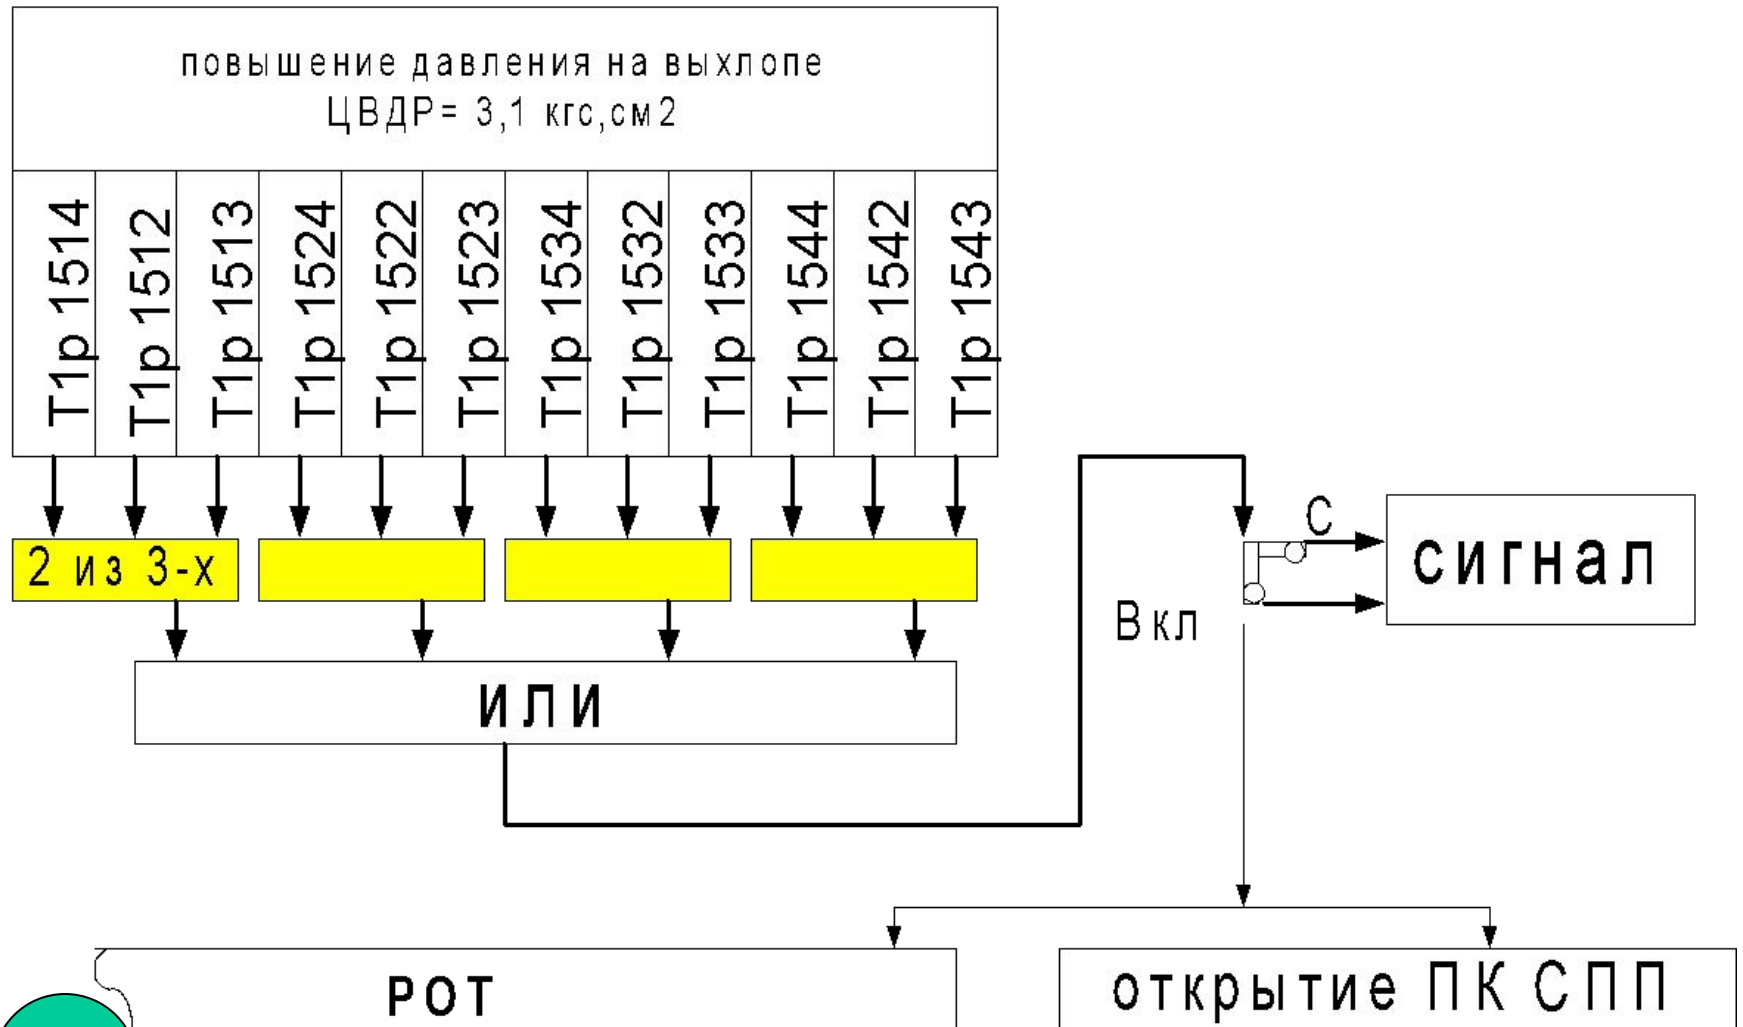 повышение давления на выхлопе
ЦВДР= 3,1 кгс,см2
Т1р 1514
Т1р 1512
Т1р 1513
Т1р 1524
Т1р 1522
Т1р 1523
Т1р 1534
Т1р 1532
Т1р 1533
Т1р 1544
Т1р 1542
Т1р 1543
2 из 3-х
или
С
сигнал
Вкл
РОТ
открытие ПК СПП